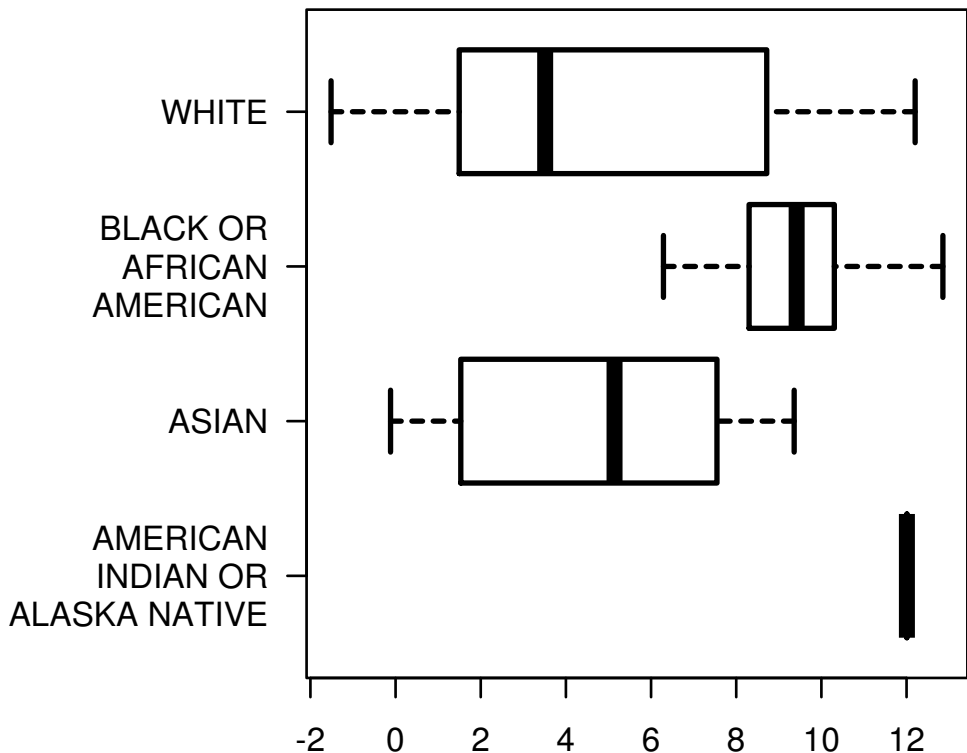 WHITE
BLACK OR
AFRICAN
AMERICAN
ASIAN
AMERICAN
INDIAN OR
ALASKA NATIVE
-2 0 2 4 6 8 10 12